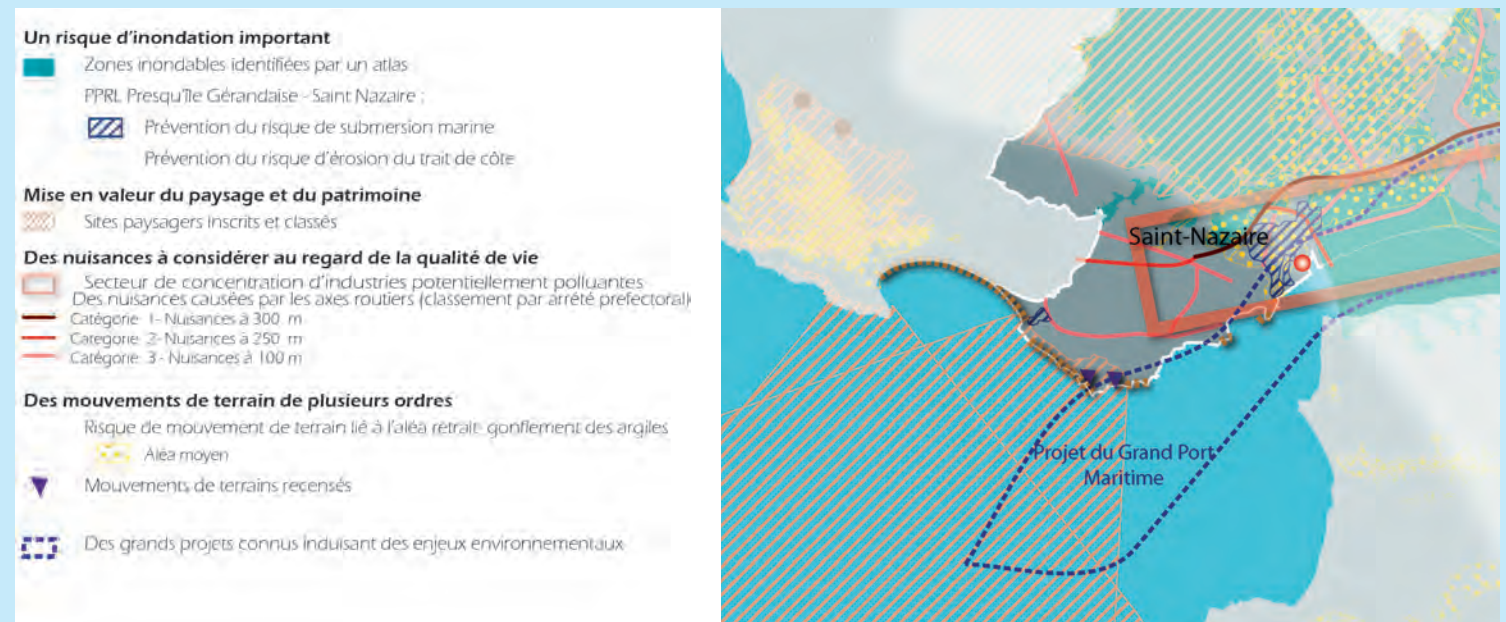 Un risque d'inondation important
Zones inondables identifiées par un atlas
PPRL Presqu'île Gérandaise - Saint Nazaire :
Prévention du risque de submersion marine
Prévention du risque d'érosion du trait de côte
Mise en valeur du paysage et du patrimoine
Sites paysagers inscrits et classés
Des nuisances à considérer au regard de la qualité de vie
Secteur de concentration d'industries potentiellement polluantes
Des nuisances causées par les axes routiers (classement par arrété prefectoral)
Catégorie 1- Nuisances à 300 m
Catégorie 2- Nuisances à 250 m
Catégorie 3 - Nuisances à 100 m
Des mouvements de terrain de plusieurs ordres
Risque de mouvement de terrain lié à l'aléa retrait- gonflement des argiles
Aléa moyen
Mouvements de terrains recensés
Des grands projets connus induisant des enjeux environnementaux
Saint-Nazaire
Projet du Grand Port
Maritime